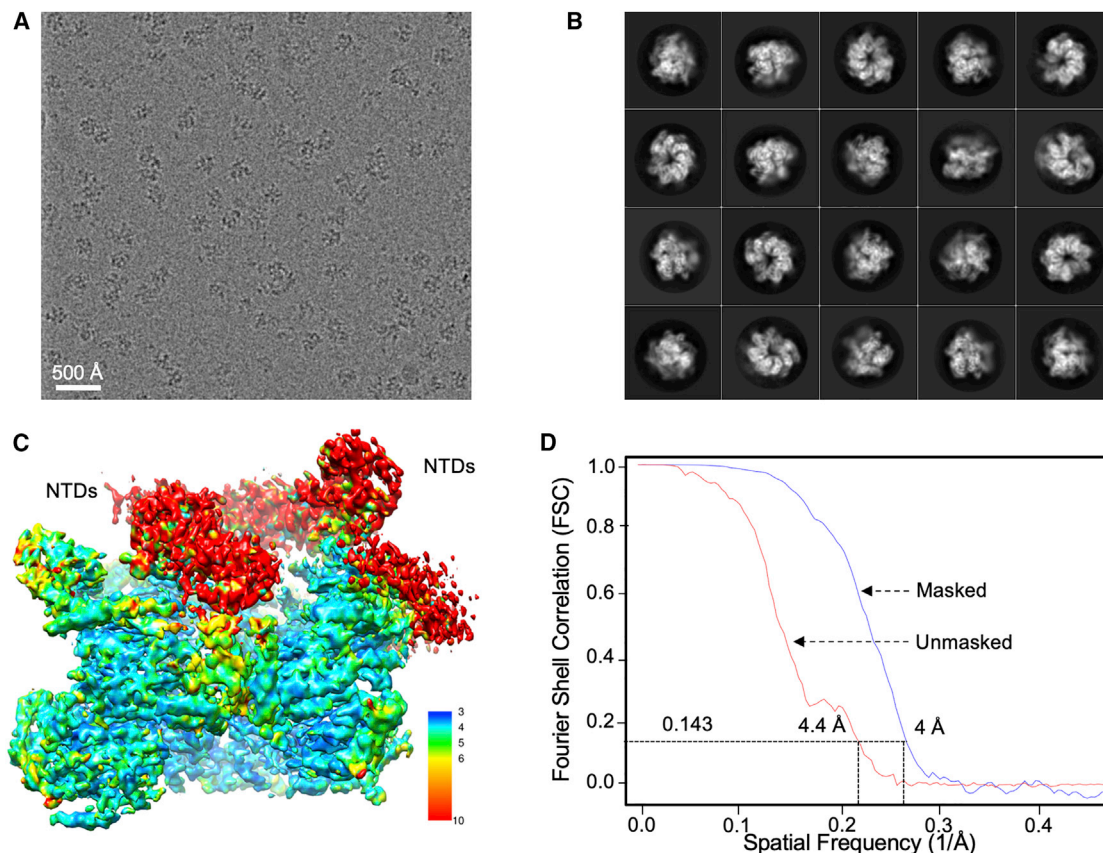 A
500 Å
B
C
NTDs
NTDs
3
4
5
6
10
D
Fourier Shell Correlation (FSC)
1.0
0.8
0.6
0.4
0.2
0.0
Masked
Unmasked
0.143
4.4 Å
4 Å
0.0
0.1
0.2
0.3
0.4
Spatial Frequency (1/Å)